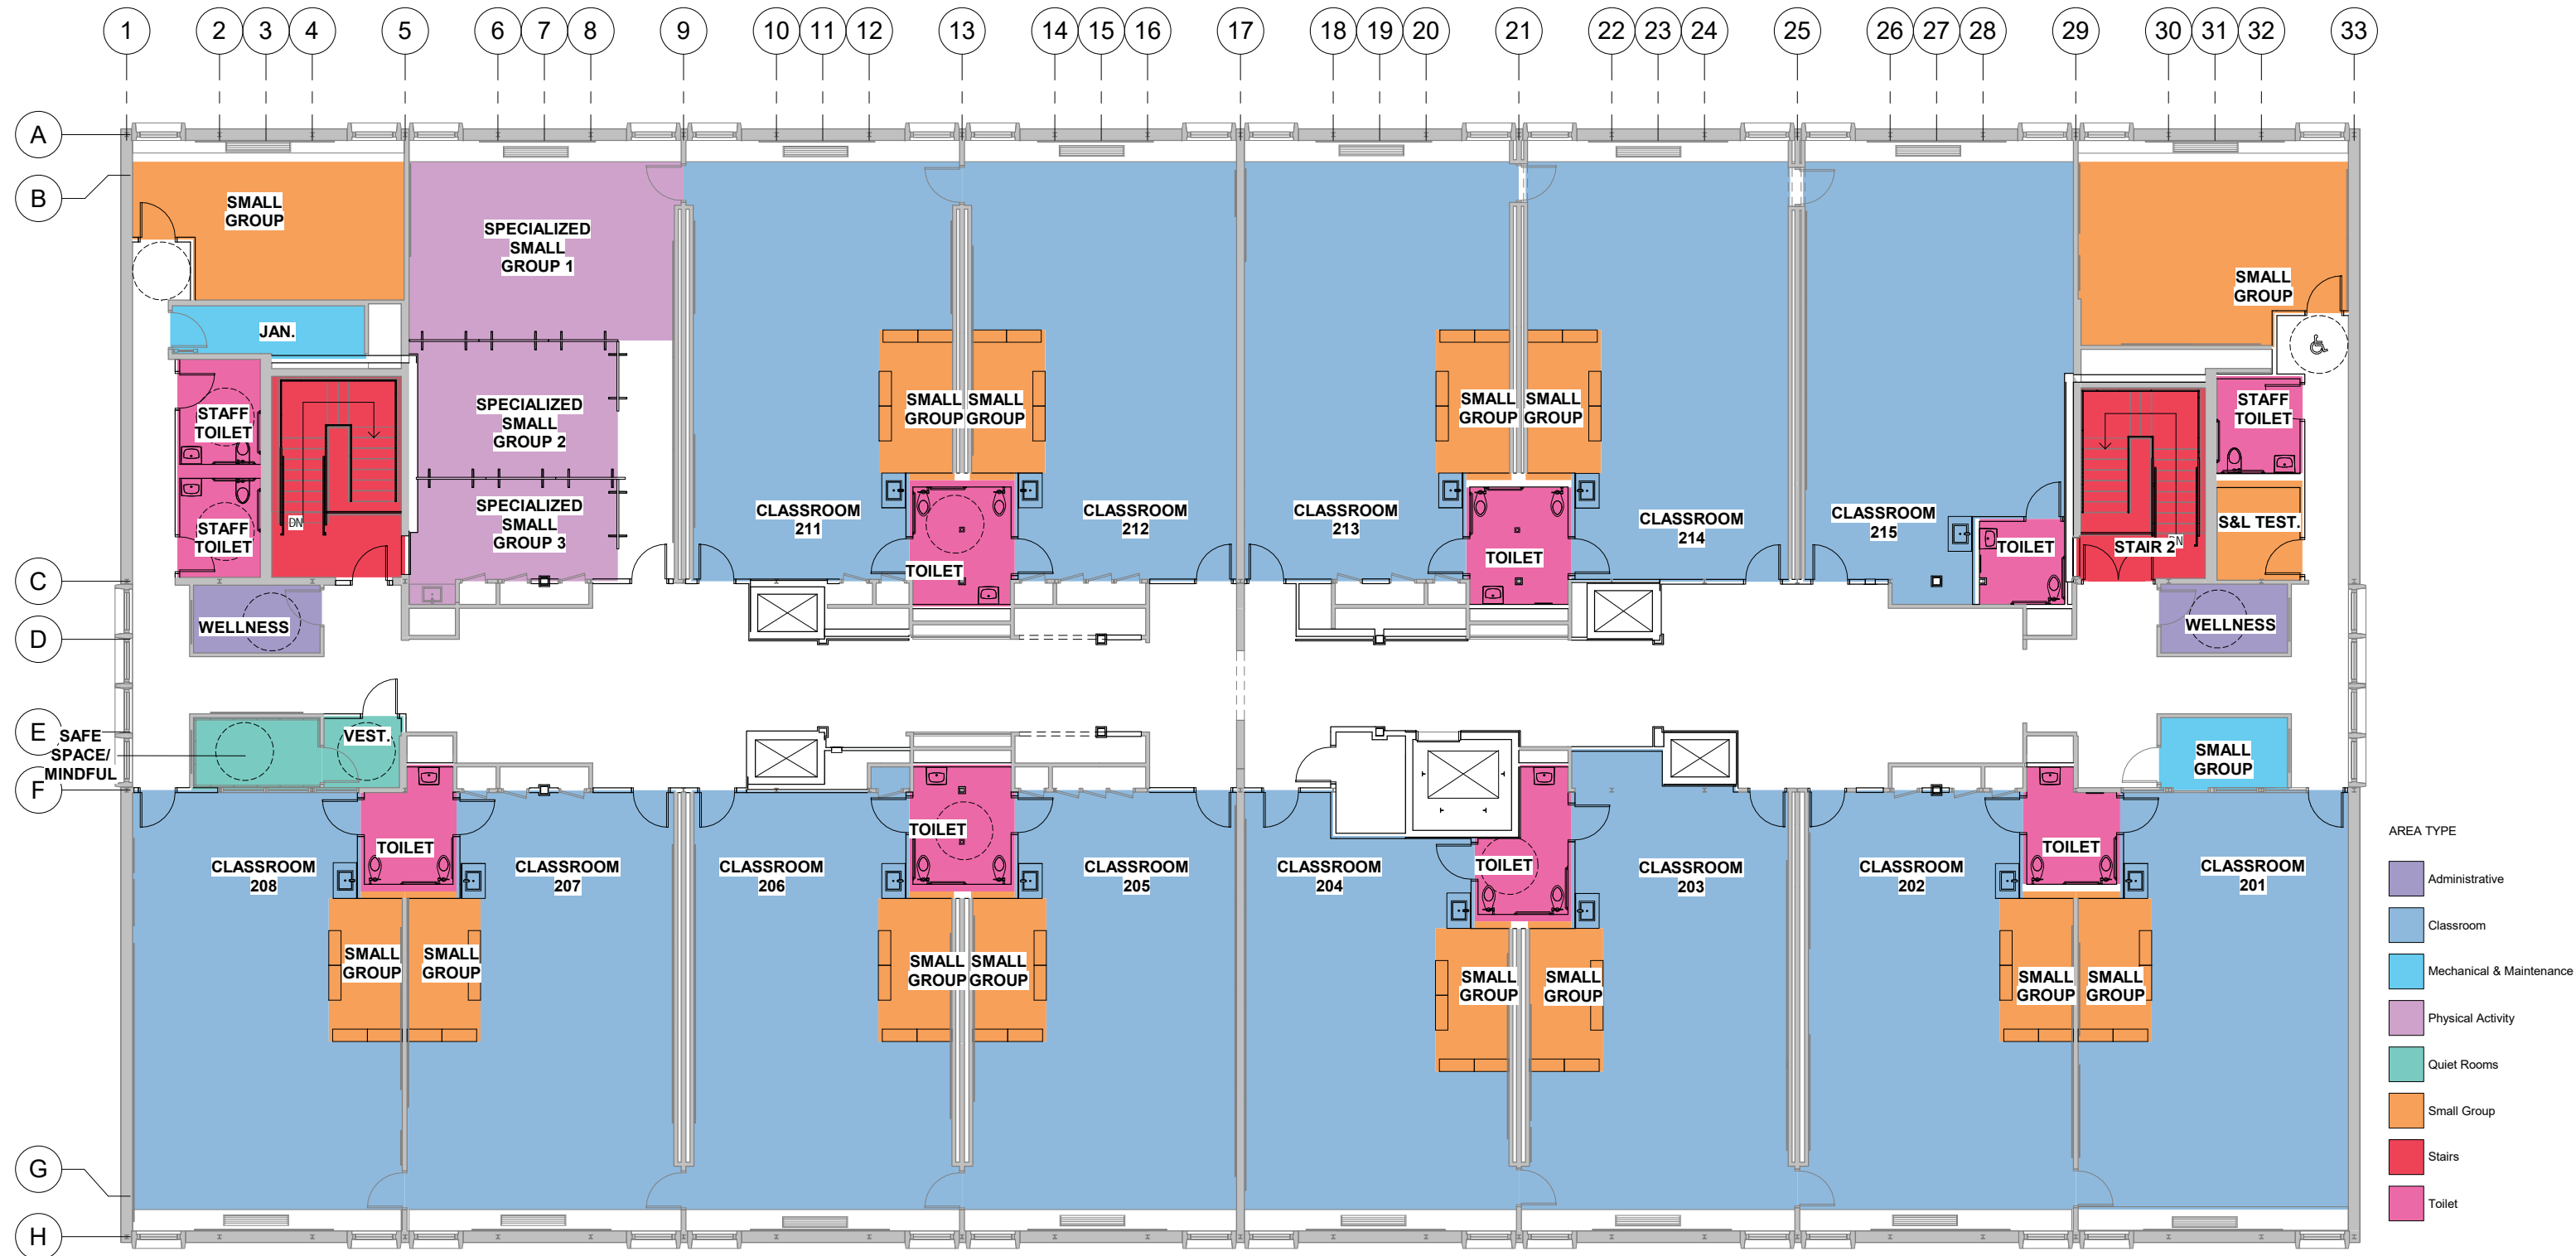 1
2
3
4
5
6
7
8
9
10
11
12
13
14
15
16
17
18
19
20
21
22
23
24
25
26
27
28
29
30
31
32
33
A
B
C
D
E
F
G
H
SMALL
GROUP
SPECIALIZED
SMALL
GROUP 1
SMALL
GROUP
JAN.
STAFF
TOILET
STAFF
TOILET
DN
SPECIALIZED
SMALL
GROUP 2
SPECIALIZED
SMALL
GROUP 3
SMALL
GROUP
SMALL
GROUP
SMALL
GROUP
SMALL
GROUP
STAFF
TOILET
CLASSROOM
211
TOILET
CLASSROOM
212
CLASSROOM
213
TOILET
CLASSROOM
214
CLASSROOM
215
TOILET
STAIR 2
DN
S&L TEST.
WELLNESS
WELLNESS
SAFE
SPACE/
MINDFUL
VEST.
SMALL
GROUP
CLASSROOM
208
TOILET
CLASSROOM
207
CLASSROOM
206
TOILET
CLASSROOM
205
CLASSROOM
204
TOILET
CLASSROOM
203
CLASSROOM
202
TOILET
CLASSROOM
201
SMALL
GROUP
SMALL
GROUP
SMALL
GROUP
SMALL
GROUP
SMALL
GROUP
SMALL
GROUP
SMALL
GROUP
SMALL
GROUP
AREA TYPE
Administrative
Classroom
Mechanical & Maintenance
Physical Activity
Quiet Rooms
Small Group
Stairs
Toilet